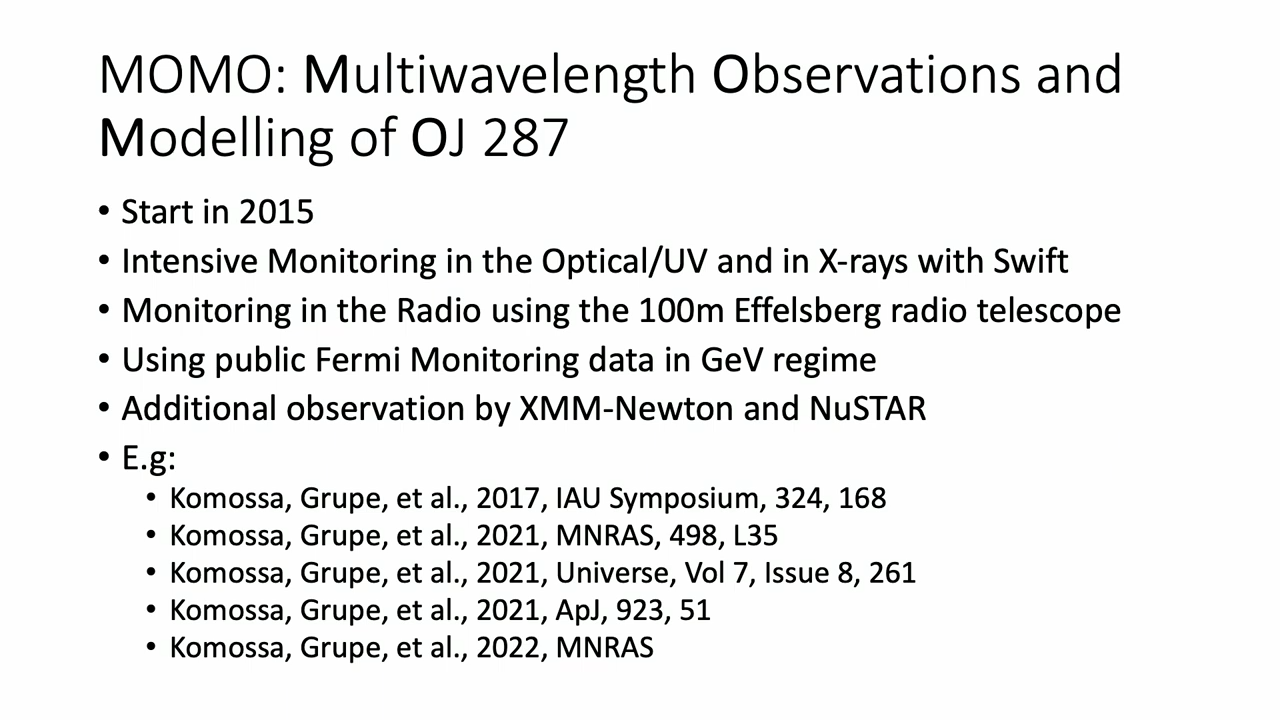 MOMO: Multiwavelength Observations and
Modelling of OJ 287
• Start in 2015
• Intensive Monitoring in the Optical/UV and in X-rays with Swift
• Monitoring in the Radio using the 100m Effelsberg radio telescope
• Using public Fermi Monitoring data in GeV regime
• Additional observation by XMM-Newton and NuSTAR
• E.g:
• Komossa, Grupe, et al., 2017, IAU Symposium, 324, 168
• Komossa, Grupe, et al., 2021, MNRAS, 498, L35
• Komossa, Grupe, et al., 2021, Universe, Vol 7, Issue 8, 261
• Komossa, Grupe, et al., 2021, ApJ, 923, 51
• Komossa, Grupe, et al., 2022, MNRAS